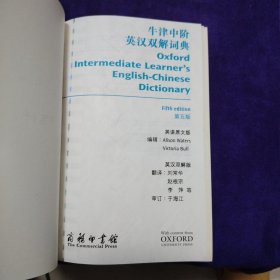 牛津中阶
英汉双解词典
Oxford
Intermediate Learner's
English-Chinese
Dictionary
Fifth edition
第五版
英语原文版
编辑：Alison Waters
Victoria Bull
英汉双解版
翻译：刘常华
赵翠莲
李萍 等
审订：于海江
商务印书馆
The Commercial Press
With content from
OXFORD
UNIVERSITY PRESS